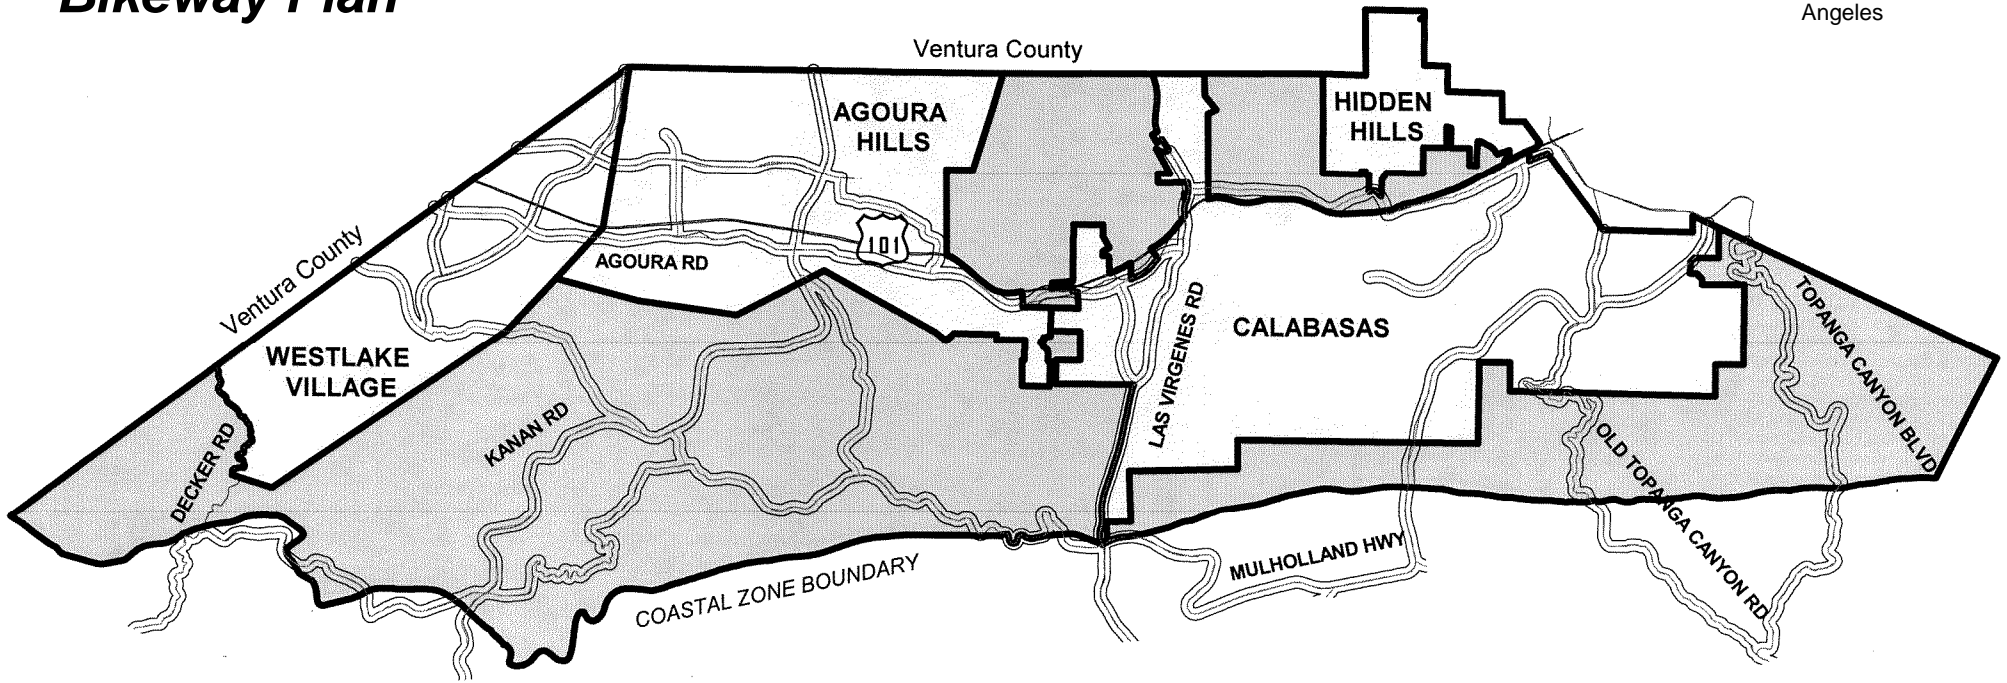 Bikeway Plan
Angeles
Ventura County
AGOURA
HILLS
HIDDEN
HILLS
101
AGOURA RD
Ventura County
WESTLAKE
VILLAGE
CALABASAS
LAS VIRGENES RD
TOPANGA CANYON BLVD
KANAN RD
DECKER RD
OLD TOPANGA CANYON RD
MULHOLLAND HWY
COASTAL ZONE BOUNDARY